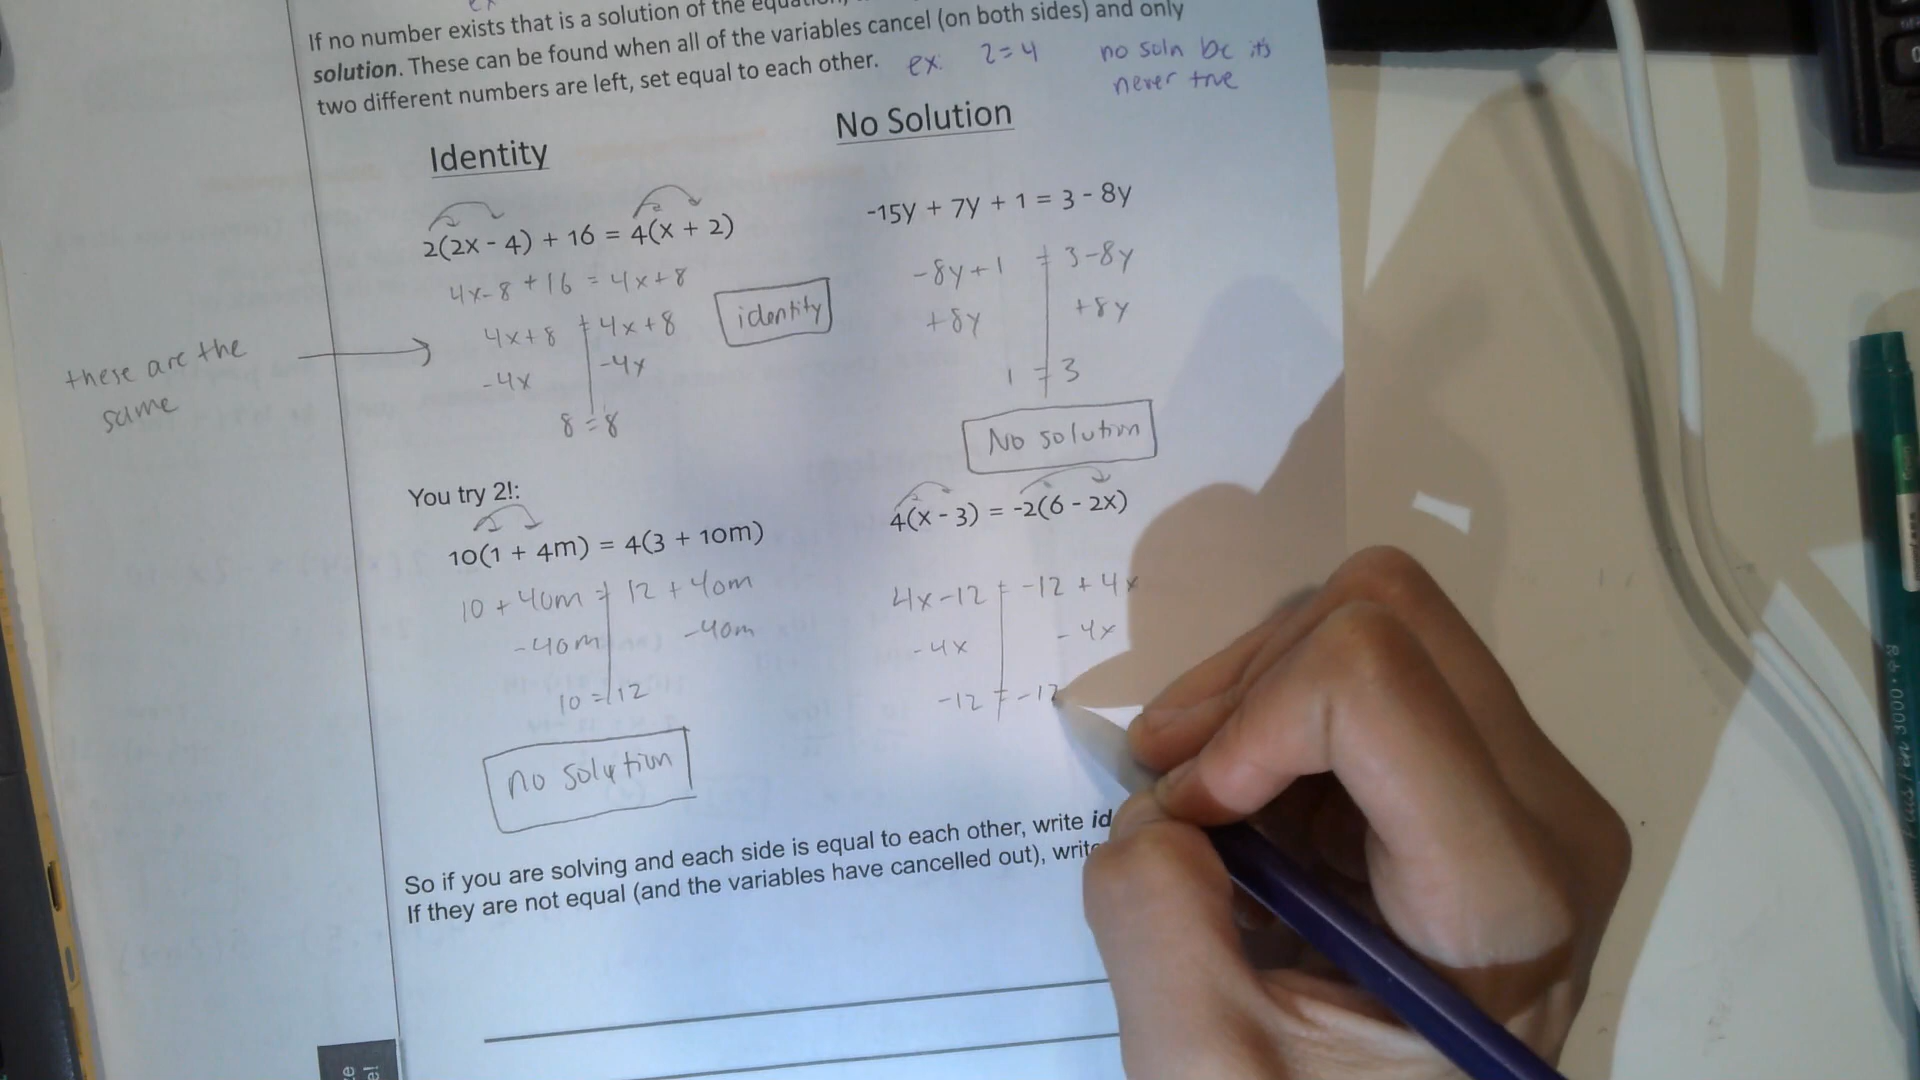 ex
If no number exists that is a solution of the equation,
solution. These can be found when all of the variables cancel (on both sides) and only
two different numbers are left, set equal to each other. ex. 2=4 no soln bc it's
never true
Identity
No Solution
2(2x - 4) + 16 = 4(x + 2)
4x-8 +16 = 4x+8
4x+8 = 4x+8
-4x -4x
8 = 8
identity
these are the
same
-15y + 7y + 1 = 3 - 8y
-8y+1 = 3-8y
+8y +8y
1 = 3
No solution
You try 2!:
10(1 + 4m) = 4(3 + 10m)
10 + 40m = 12 + 40m
-40m -40m
10 = 12
no solution
4(x - 3) = -2(6 - 2x)
4x-12 = -12 + 4x
-4x - 4x
-12 = -12
So if you are solving and each side is equal to each other, write id
If they are not equal (and the variables have cancelled out), write